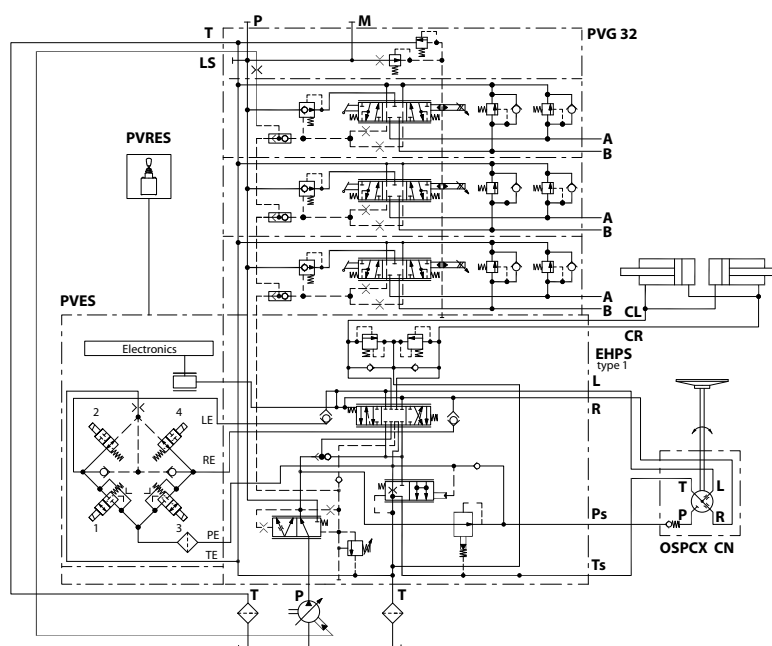 P M
T
PVG 32
LS
PVRES
A
B
A
B
A
B
PVES
CL
CR
EHPS
type 1
Electronics
L
R
2 4
LE
RE
T L
P R
Ps
1 3
PE
TE
OSPCX CN
Ts
T P T